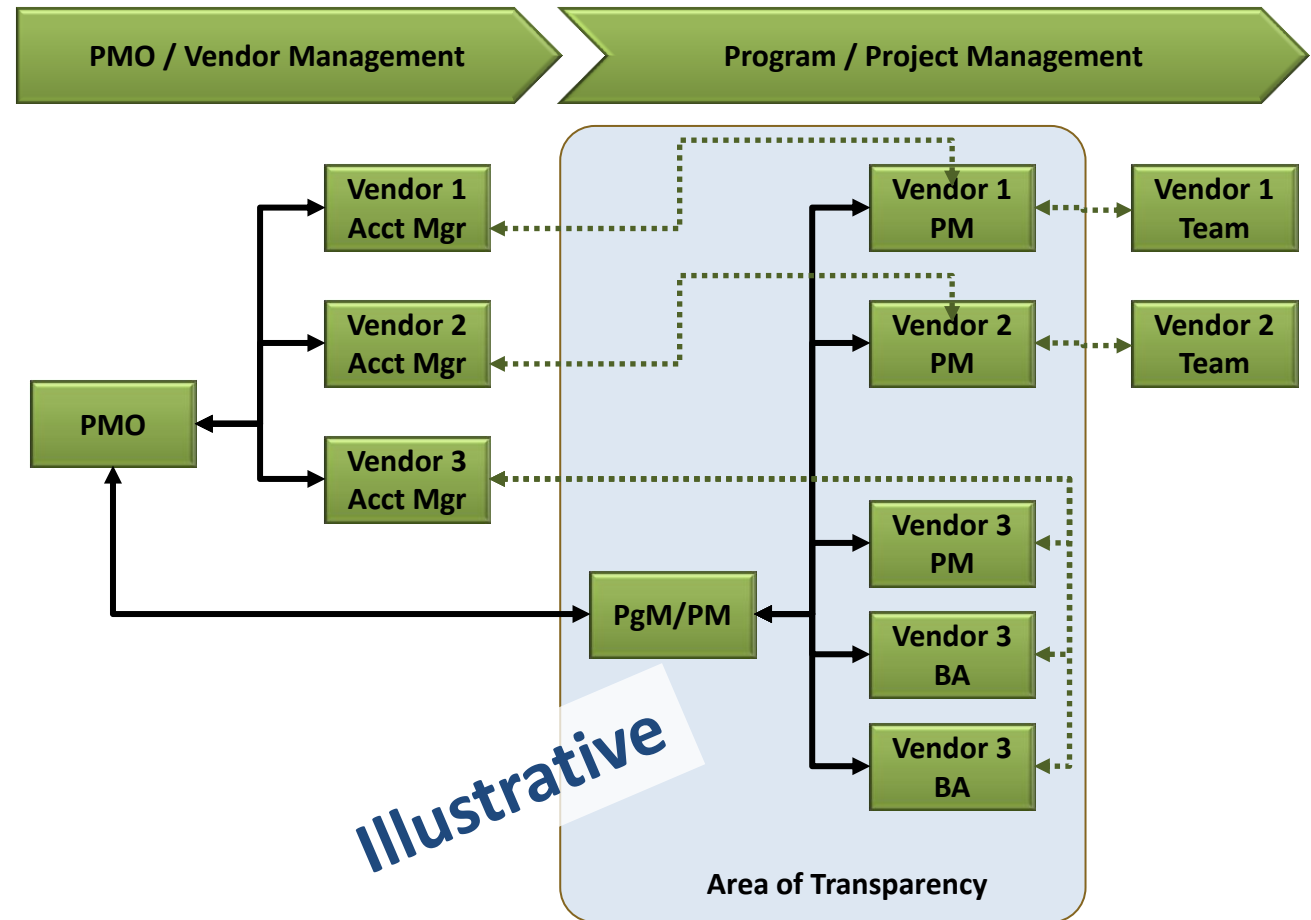 PMO / Vendor Management
Program / Project Management
Vendor 1
Acct Mgr
Vendor 1
PM
Vendor 1
Team
Vendor 2
Acct Mgr
Vendor 2
PM
Vendor 2
Team
PMO
Vendor 3
Acct Mgr
Vendor 3
PM
PgM/PM
Vendor 3
BA
Vendor 3
BA
Illustrative
Area of Transparency